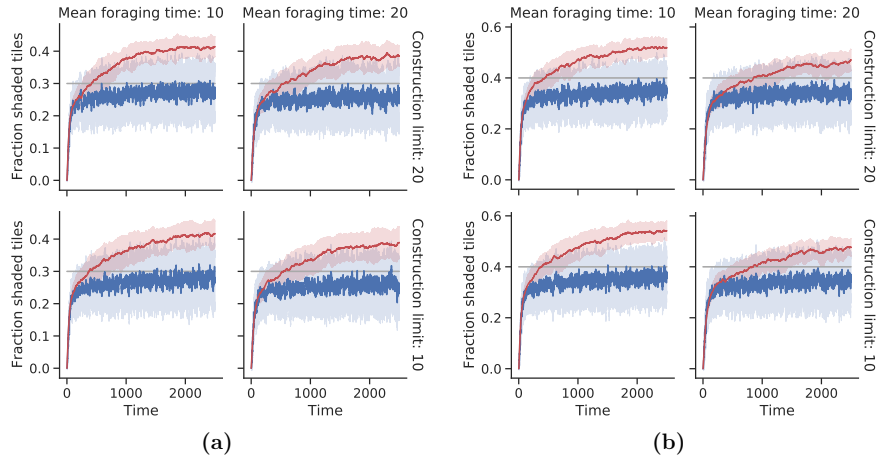 Mean foraging time: 10
Mean foraging time: 20
Fraction shaded tiles
0.4
0.3
0.2
0.1
0.0
Construction limit: 20
Fraction shaded tiles
0.4
0.3
0.2
0.1
0.0
0
1000
2000
Time
0
1000
2000
Time
Construction limit: 10
(a)
Mean foraging time: 10
Mean foraging time: 20
Fraction shaded tiles
0.6
0.4
0.2
0.0
Construction limit: 20
Fraction shaded tiles
0.6
0.4
0.2
0.0
0
1000
2000
Time
0
1000
2000
Time
Construction limit: 10
(b)